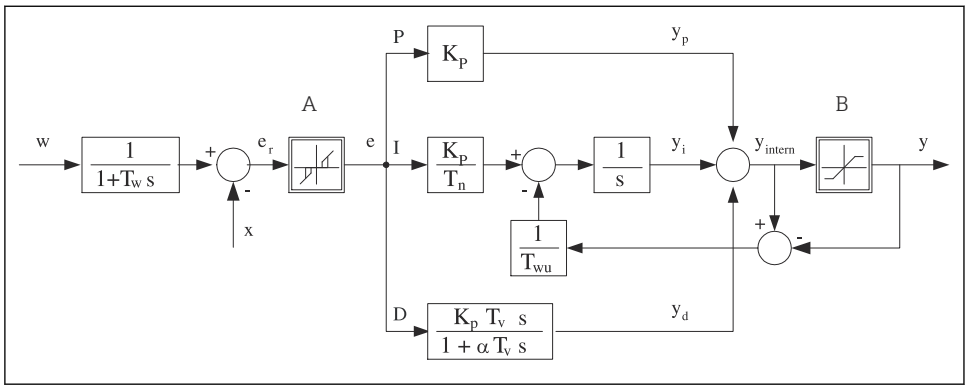 P
K_P
y_p
A
B
w
1
1+T_w s
+
-
e_r
e
I
K_P
T_n
+
-
1
s
y_i
y_intern
y
x
1
T_wu
+
-
D
K_p T_v s
1 + α T_v s
y_d